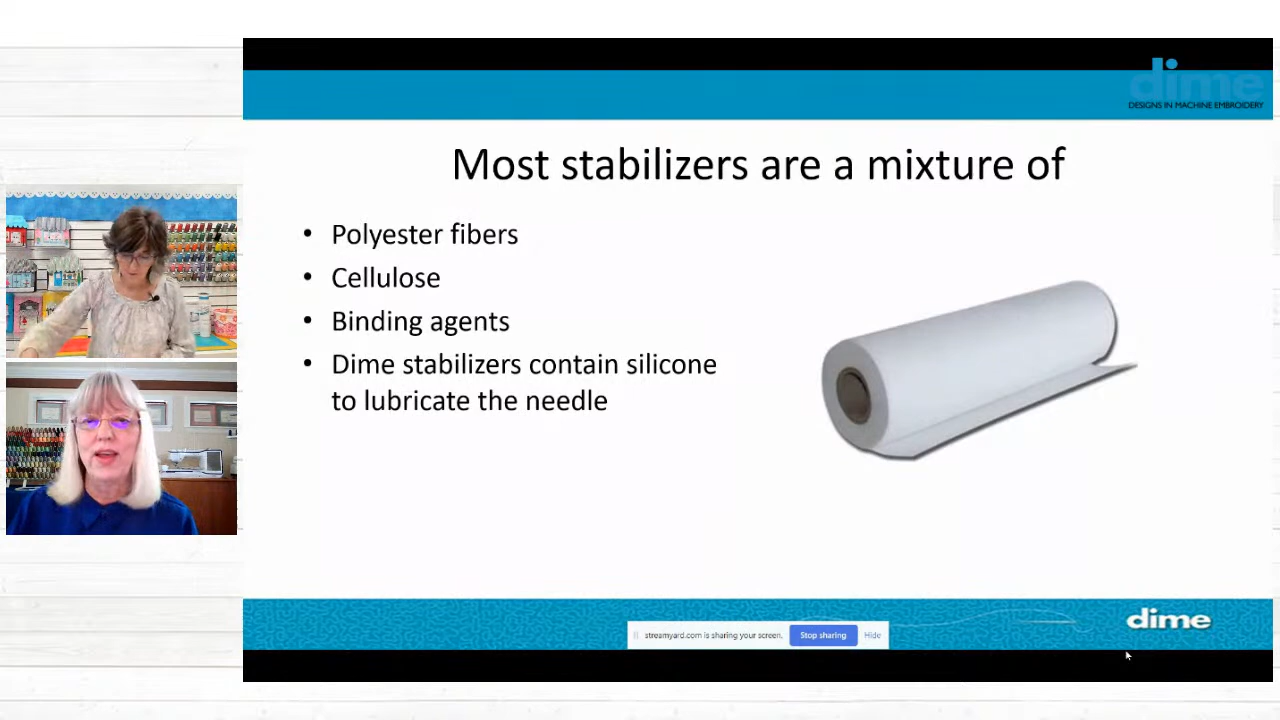 dime
DESIGNS IN MACHINE EMBROIDERY
Most stabilizers are a mixture of
• Polyester fibers
• Cellulose
• Binding agents
• Dime stabilizers contain silicone
to lubricate the needle
streamyard.com is sharing your screen.
Stop sharing
Hide
dime